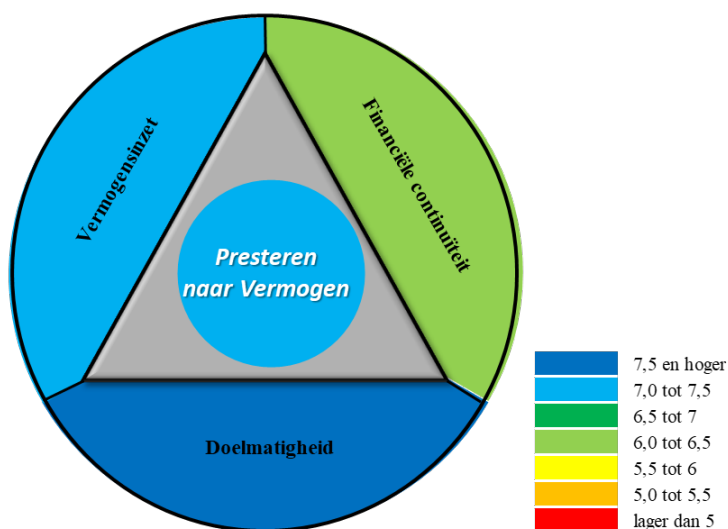 Vermogensinzet
Financiële continuïteit
Presteren
naar Vermogen
Doelmatigheid
7,5 en hoger
7,0 tot 7,5
6,5 tot 7
6,0 tot 6,5
5,5 tot 6
5,0 tot 5,5
lager dan 5